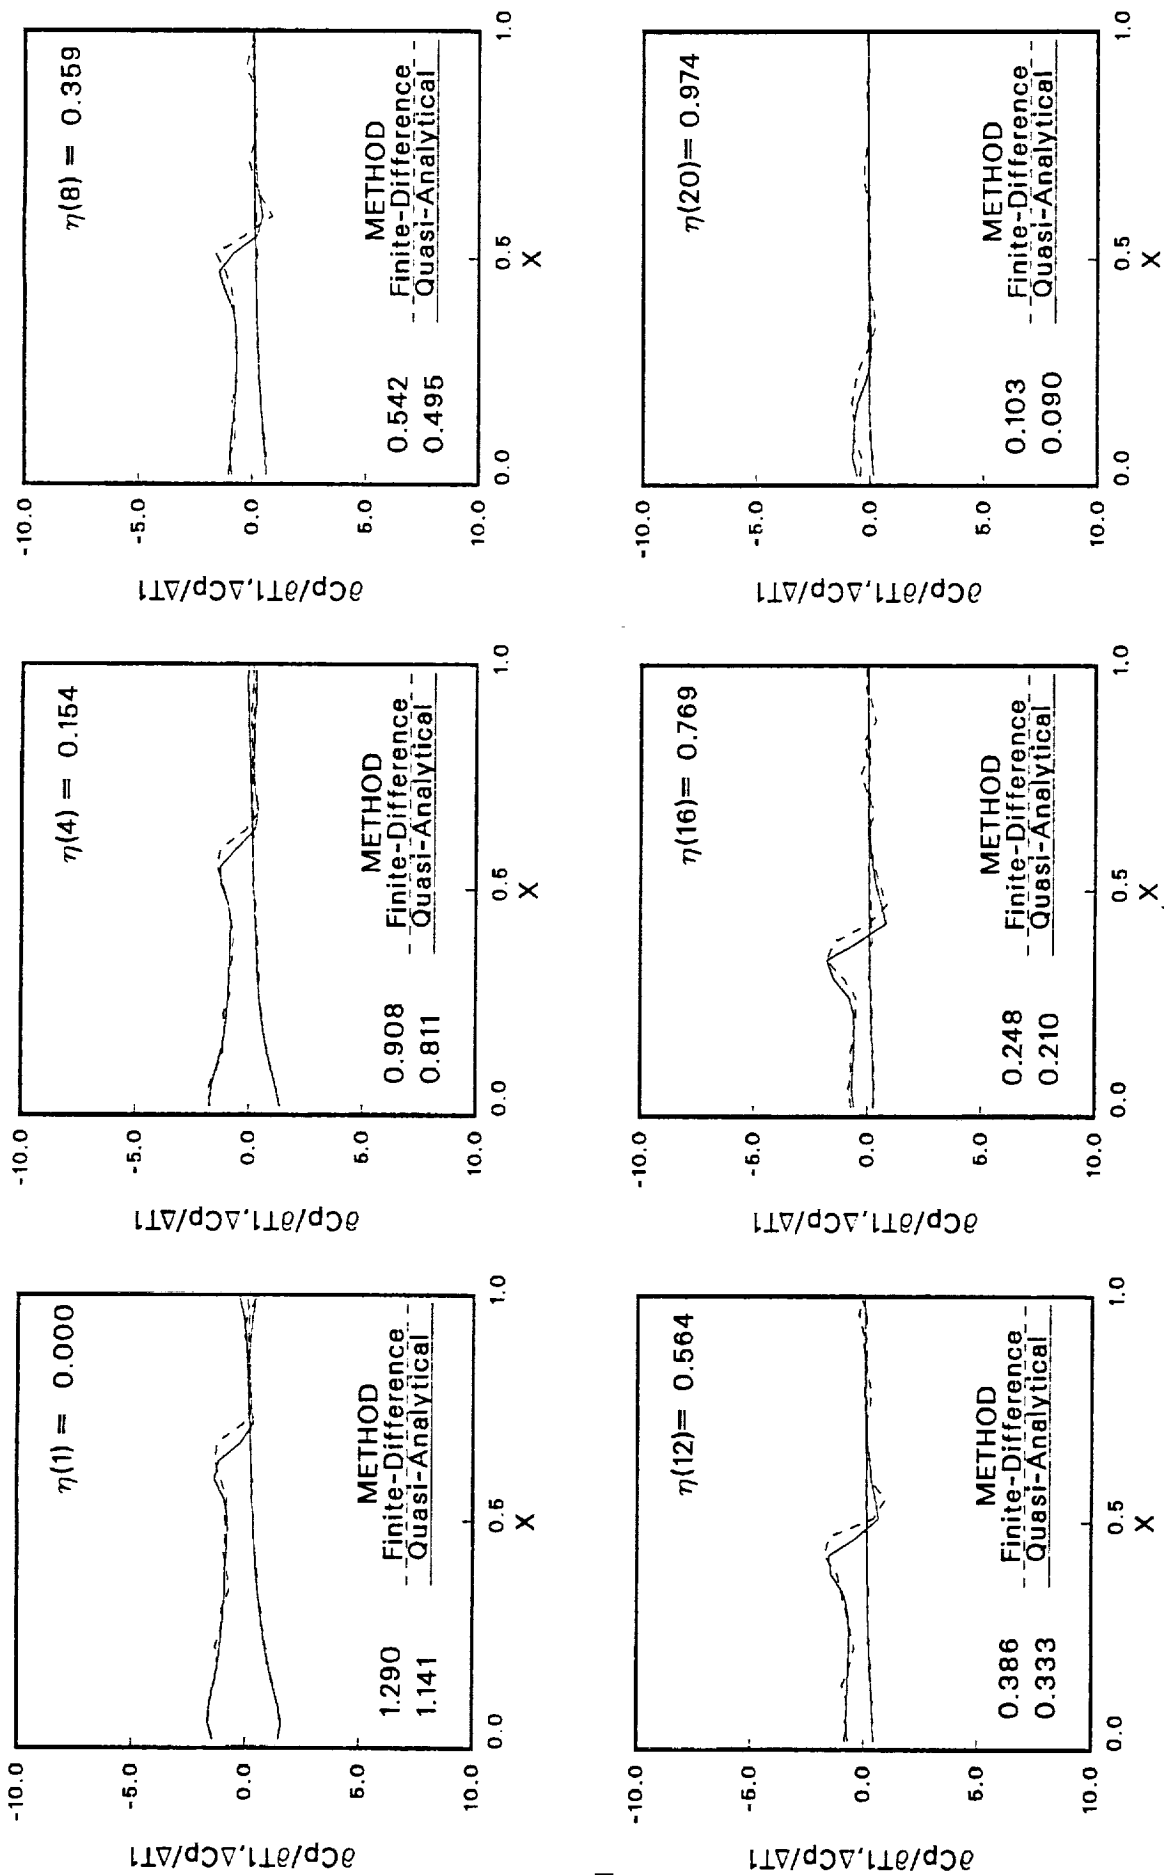 η(1) = 0.000
-10.0
-5.0
0.0
5.0
10.0
∂Cp/∂T1,ΔCp/ΔT1
METHOD
1.290 Finite-Difference
1.141 Quasi-Analytical
0.0 0.5 1.0
X
η(4) = 0.154
-10.0
-5.0
0.0
5.0
10.0
∂Cp/∂T1,ΔCp/ΔT1
METHOD
0.908 Finite-Difference
0.811 Quasi-Analytical
0.0 0.5 1.0
X
η(8) = 0.359
-10.0
-5.0
0.0
5.0
10.0
∂Cp/∂T1,ΔCp/ΔT1
METHOD
0.542 Finite-Difference
0.495 Quasi-Analytical
0.0 0.5 1.0
X
η(12)= 0.564
-10.0
-5.0
0.0
5.0
10.0
∂Cp/∂T1,ΔCp/ΔT1
METHOD
0.386 Finite-Difference
0.333 Quasi-Analytical
0.0 0.5 1.0
X
η(16)= 0.769
-10.0
-5.0
0.0
5.0
10.0
∂Cp/∂T1,ΔCp/ΔT1
METHOD
0.248 Finite-Difference
0.210 Quasi-Analytical
0.0 0.5 1.0
X
η(20)= 0.974
-10.0
-5.0
0.0
5.0
10.0
∂Cp/∂T1,ΔCp/ΔT1
METHOD
0.103 Finite-Difference
0.090 Quasi-Analytical
0.0 0.5 1.0
X